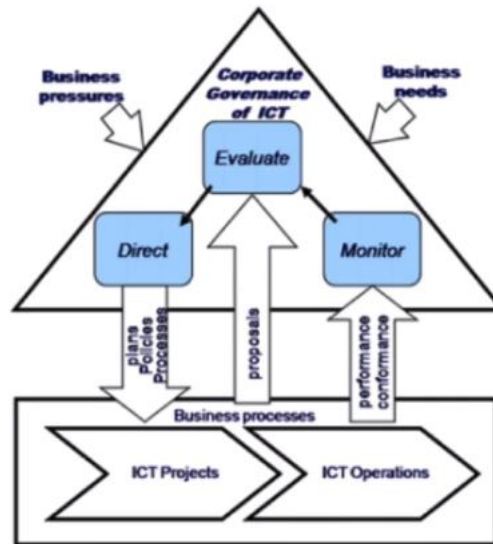 Business
pressures
Corporate
Governance
of ICT
Business
needs
Evaluate
Direct
Monitor
plans
Policies
Processes
proposals
performance
conformance
Business processes
ICT Projects
ICT Operations